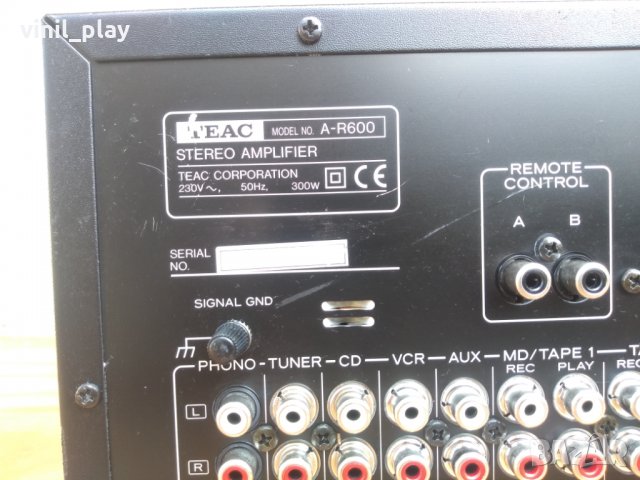 vinil_play
TEAC MODEL NO. A-R600
STEREO AMPLIFIER
TEAC CORPORATION
230V～, 50Hz, 300W CE
REMOTE
CONTROL
A B
SERIAL
NO.
SIGNAL GND
PHONO TUNER CD VCR AUX MD/TAPE 1
REC PLAY
L
R